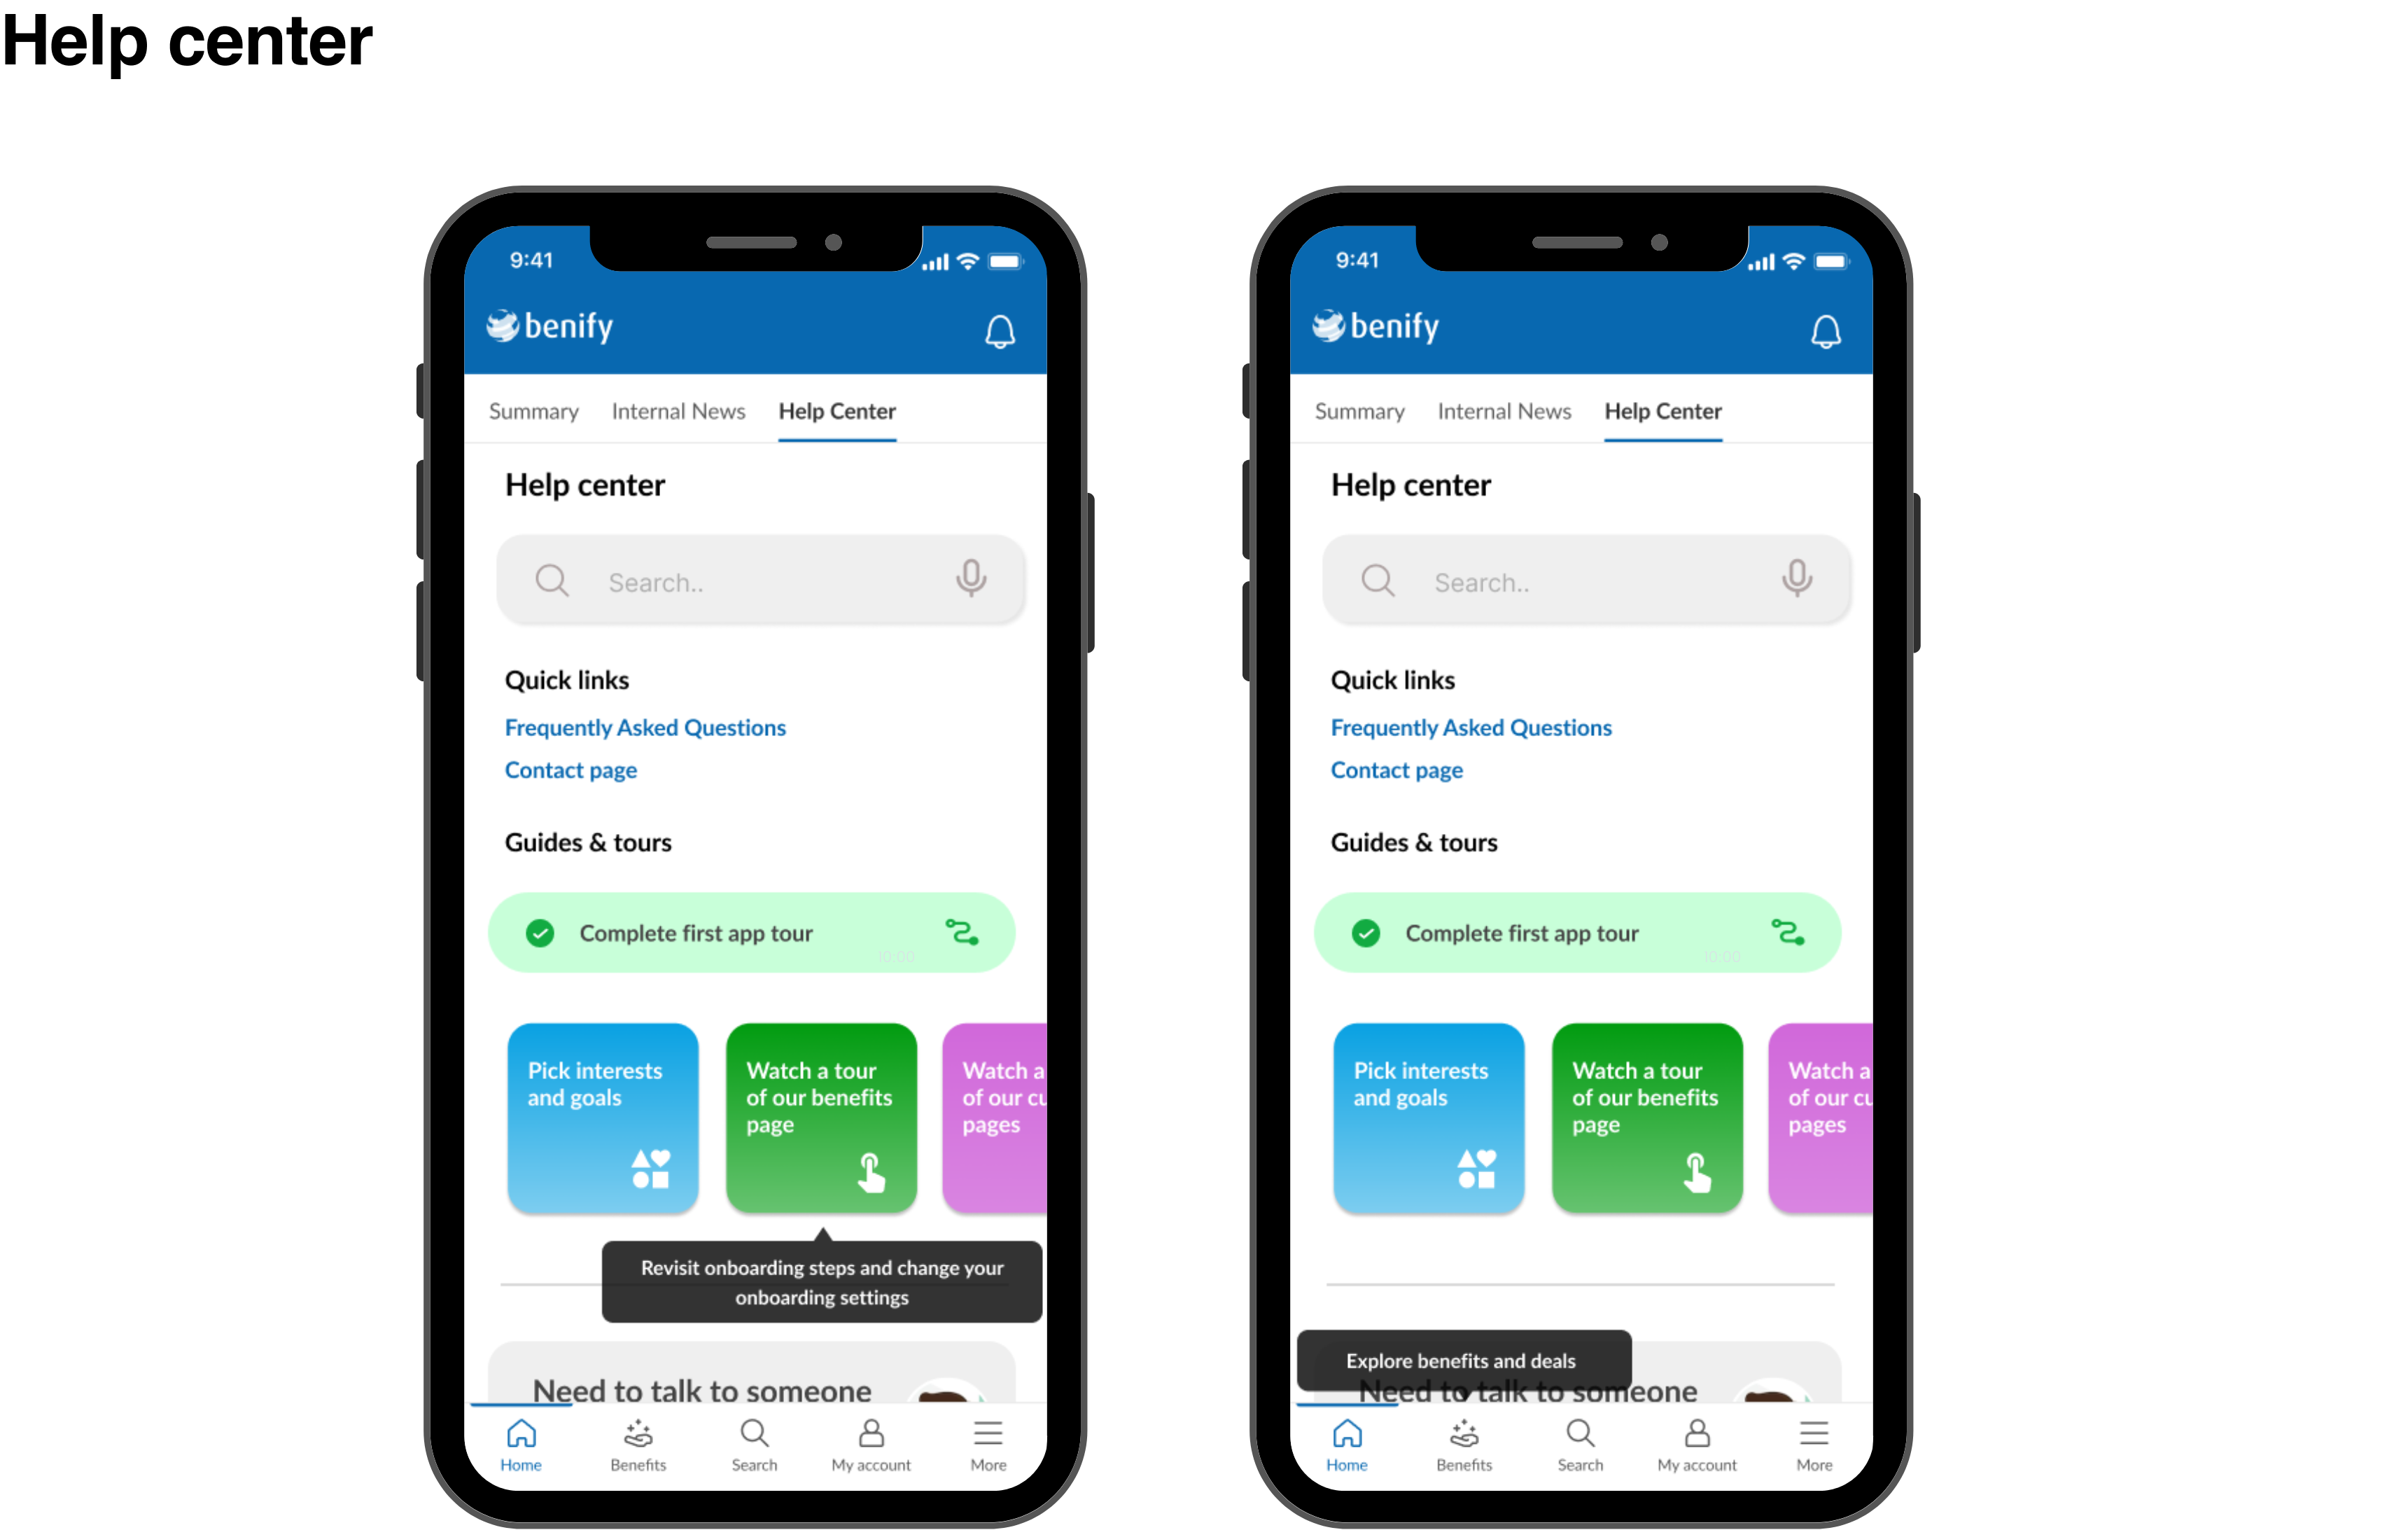 Help center
9:41
benify
Summary Internal News Help Center
Help center
Search..
Quick links
Frequently Asked Questions
Contact page
Guides & tours
Complete first app tour
10:00
Pick interests
and goals
Watch a tour
of our benefits
page
Watch a
of our cu
pages
Revisit onboarding steps and change your
onboarding settings
Need to talk to someone
Home Benefits Search My account More
9:41
benify
Summary Internal News Help Center
Help center
Search..
Quick links
Frequently Asked Questions
Contact page
Guides & tours
Complete first app tour
10:00
Pick interests
and goals
Watch a tour
of our benefits
page
Watch a
of our cu
pages
Explore benefits and deals
Need to talk to someone
Home Benefits Search My account More